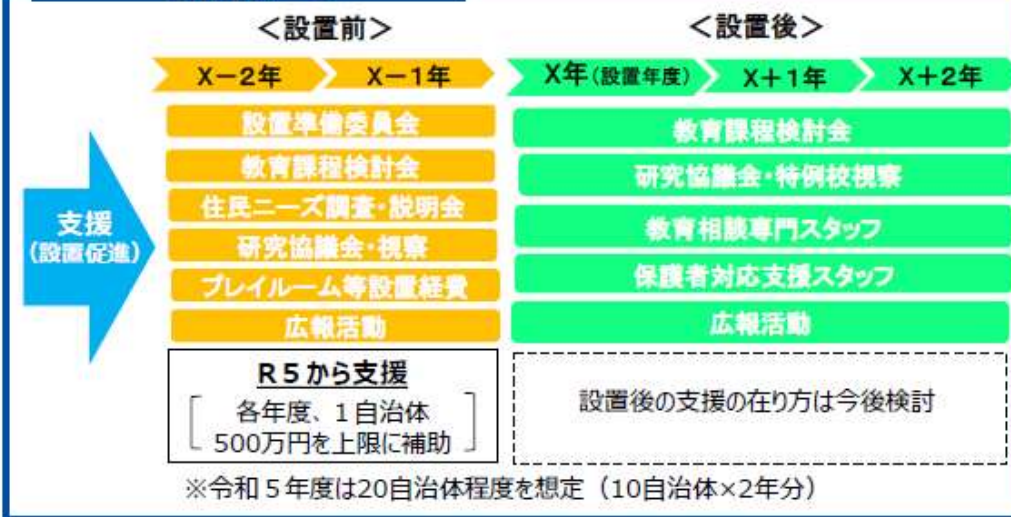 ＜設置前＞
＜設置後＞
X－2年
X－1年
X年(設置年度)
X＋1年
X＋2年
支援
(設置促進)
設置準備委員会
教育課程検討会
住民ニーズ調査・説明会
研究協議会・視察
プレイルーム等設置経費
広報活動
教育課程検討会
研究協議会・特例校視察
教育相談専門スタッフ
保護者対応支援スタッフ
広報活動
R５から支援
各年度、１自治体
500万円を上限に補助
設置後の支援の在り方は今後検討
※令和５年度は20自治体程度を想定（10自治体×2年分）